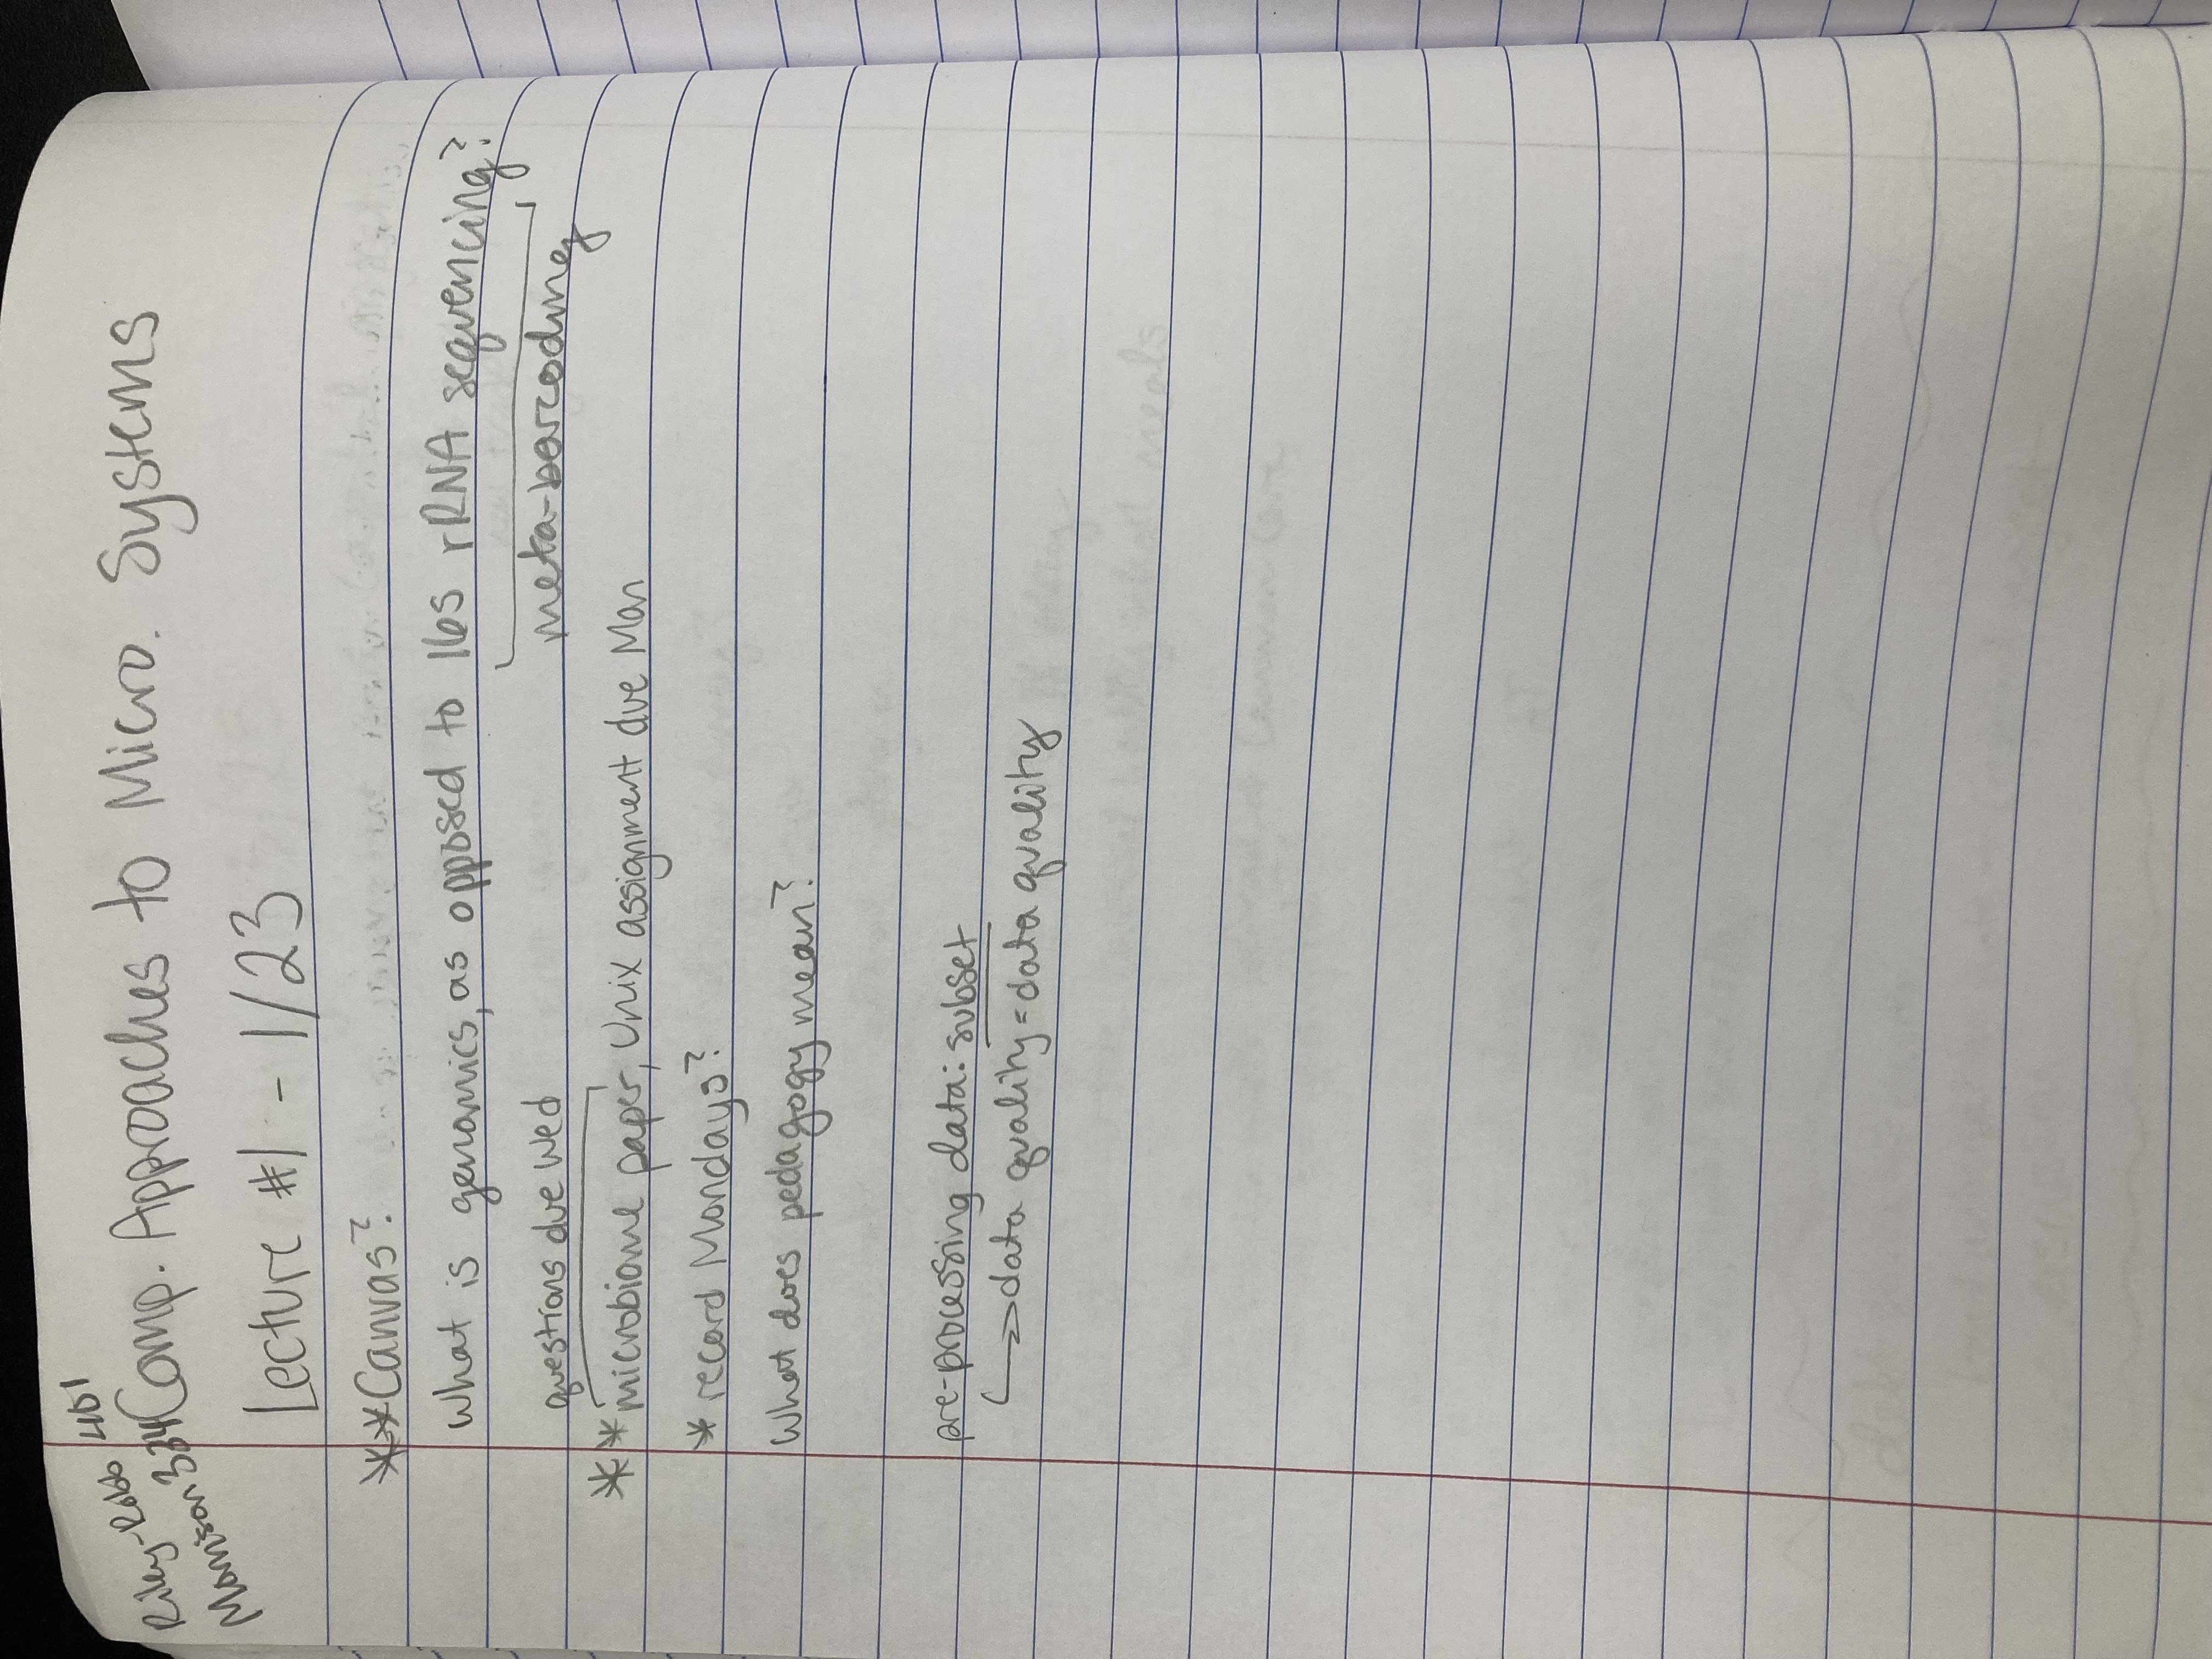 Riley-Robb 401
Morrison 334
Comp. Approaches to Micro. Systems
Lecture #1 - 1/23
**Canvas?
What is genomics, as opposed to 16s rRNA sequencing?
meta-barcoding
questions due Wed
**microbiome paper, Unix assignment due Mon
*record Mondays?
What does pedagogy mean?
pre-processing data: subset
↳data quality = data quality